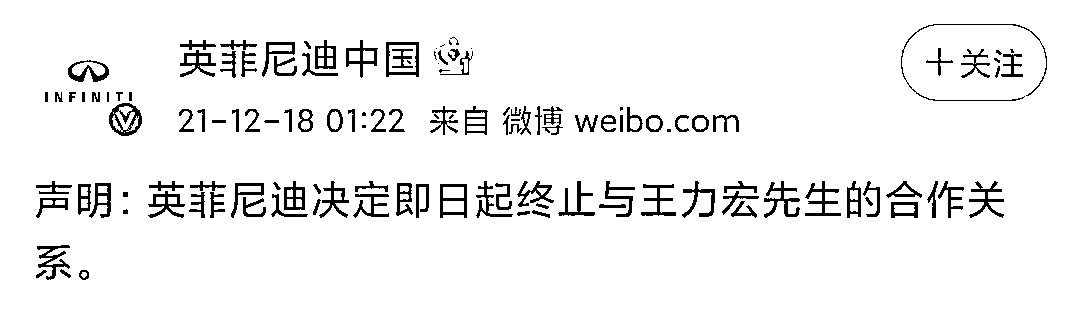 英菲尼迪中国
INFINITI
+关注
21-12-18 01:22 来自 微博 weibo.com
声明：英菲尼迪决定即日起终止与王力宏先生的合作关
系。